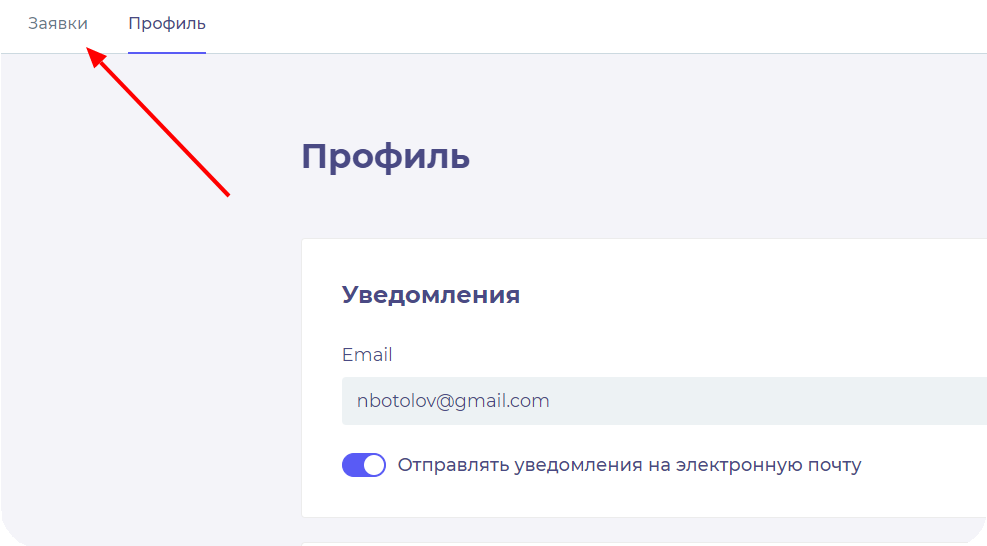 Заявки Профиль
Профиль
Уведомления
Email
nbotolov@gmail.com
Отправлять уведомления на электронную почту